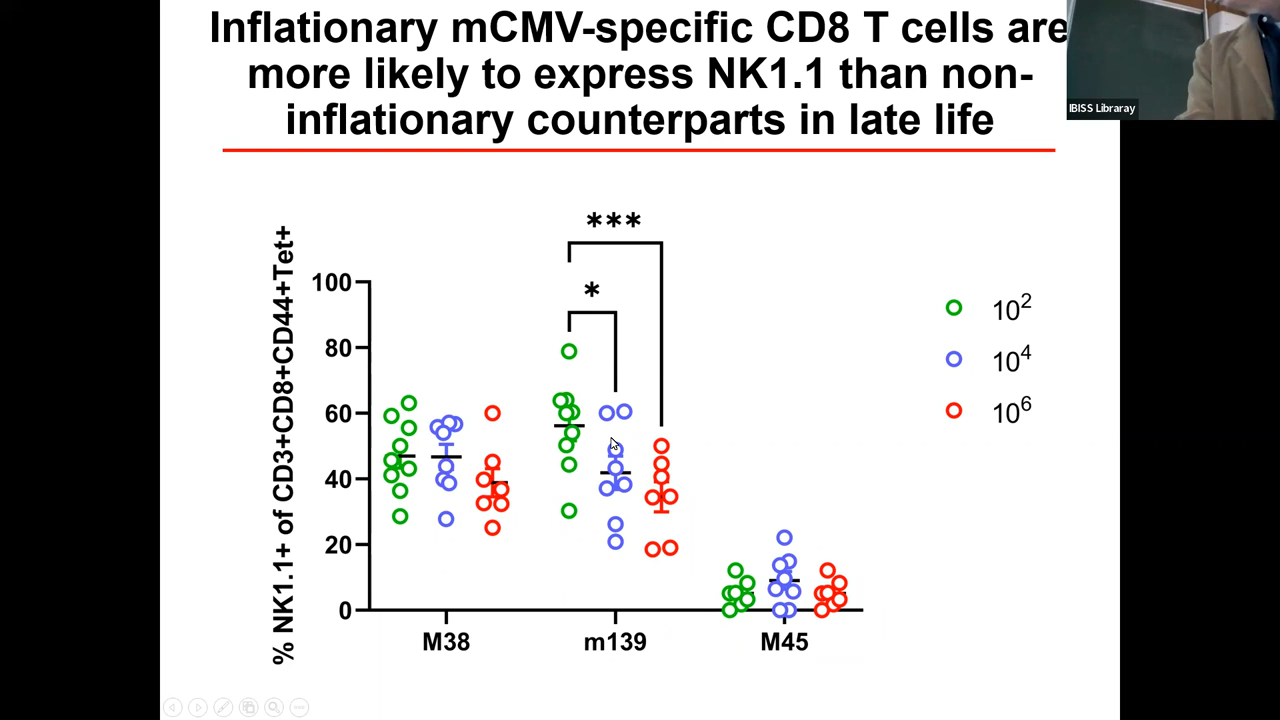 Inflationary mCMV-specific CD8 T cells are
more likely to express NK1.1 than non-
inflationary counterparts in late life
IBISS Libraray
***
*
% NK1.1+ of CD3+CD8+CD44+Tet+
100
80
60
40
20
0
M38 m139 M45
10²
10⁴
10⁶